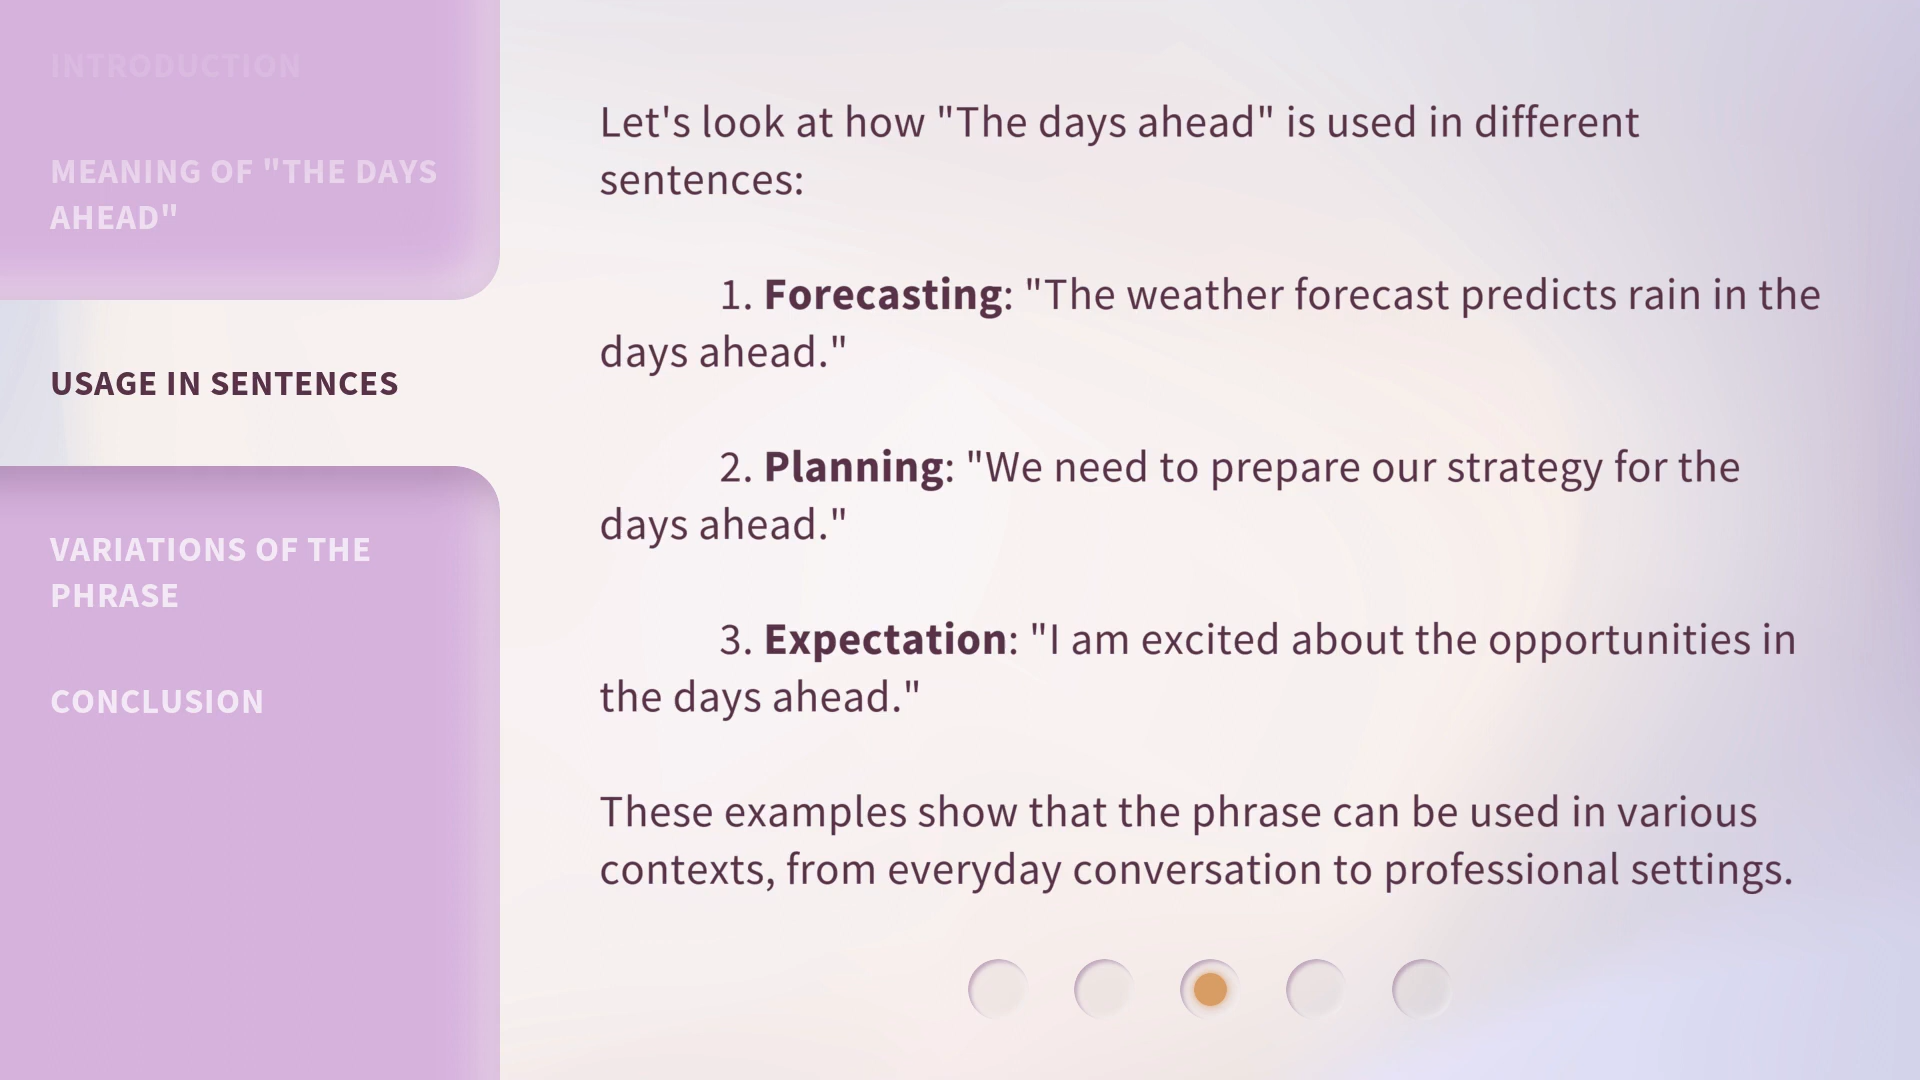 INTRODUCTION
MEANING OF "THE DAYS
AHEAD"
USAGE IN SENTENCES
VARIATIONS OF THE
PHRASE
CONCLUSION
Let's look at how "The days ahead" is used in different
sentences:
1. Forecasting: "The weather forecast predicts rain in the
days ahead."
2. Planning: "We need to prepare our strategy for the
days ahead."
3. Expectation: "I am excited about the opportunities in
the days ahead."
These examples show that the phrase can be used in various
contexts, from everyday conversation to professional settings.